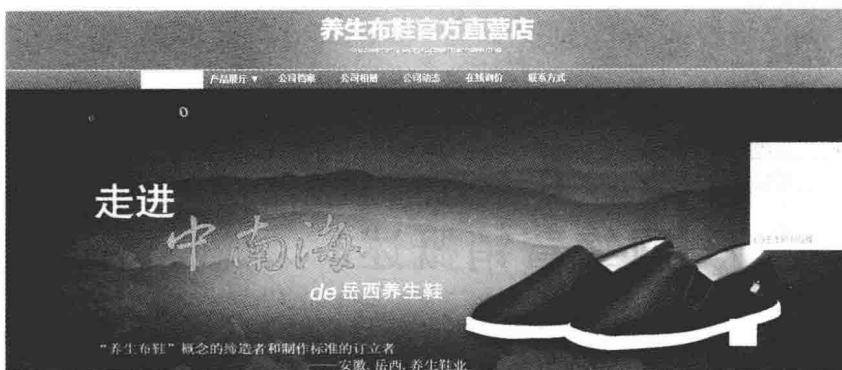 养生布鞋官方直营店
产品展厅 ▼ 公司档案 公司相册 公司动态 在线询价 联系方式
0
走进
中南海
de 岳西养生鞋
“养生布鞋”概念的缔造者和制作标准的订立者
——安徽. 岳西. 养生鞋业